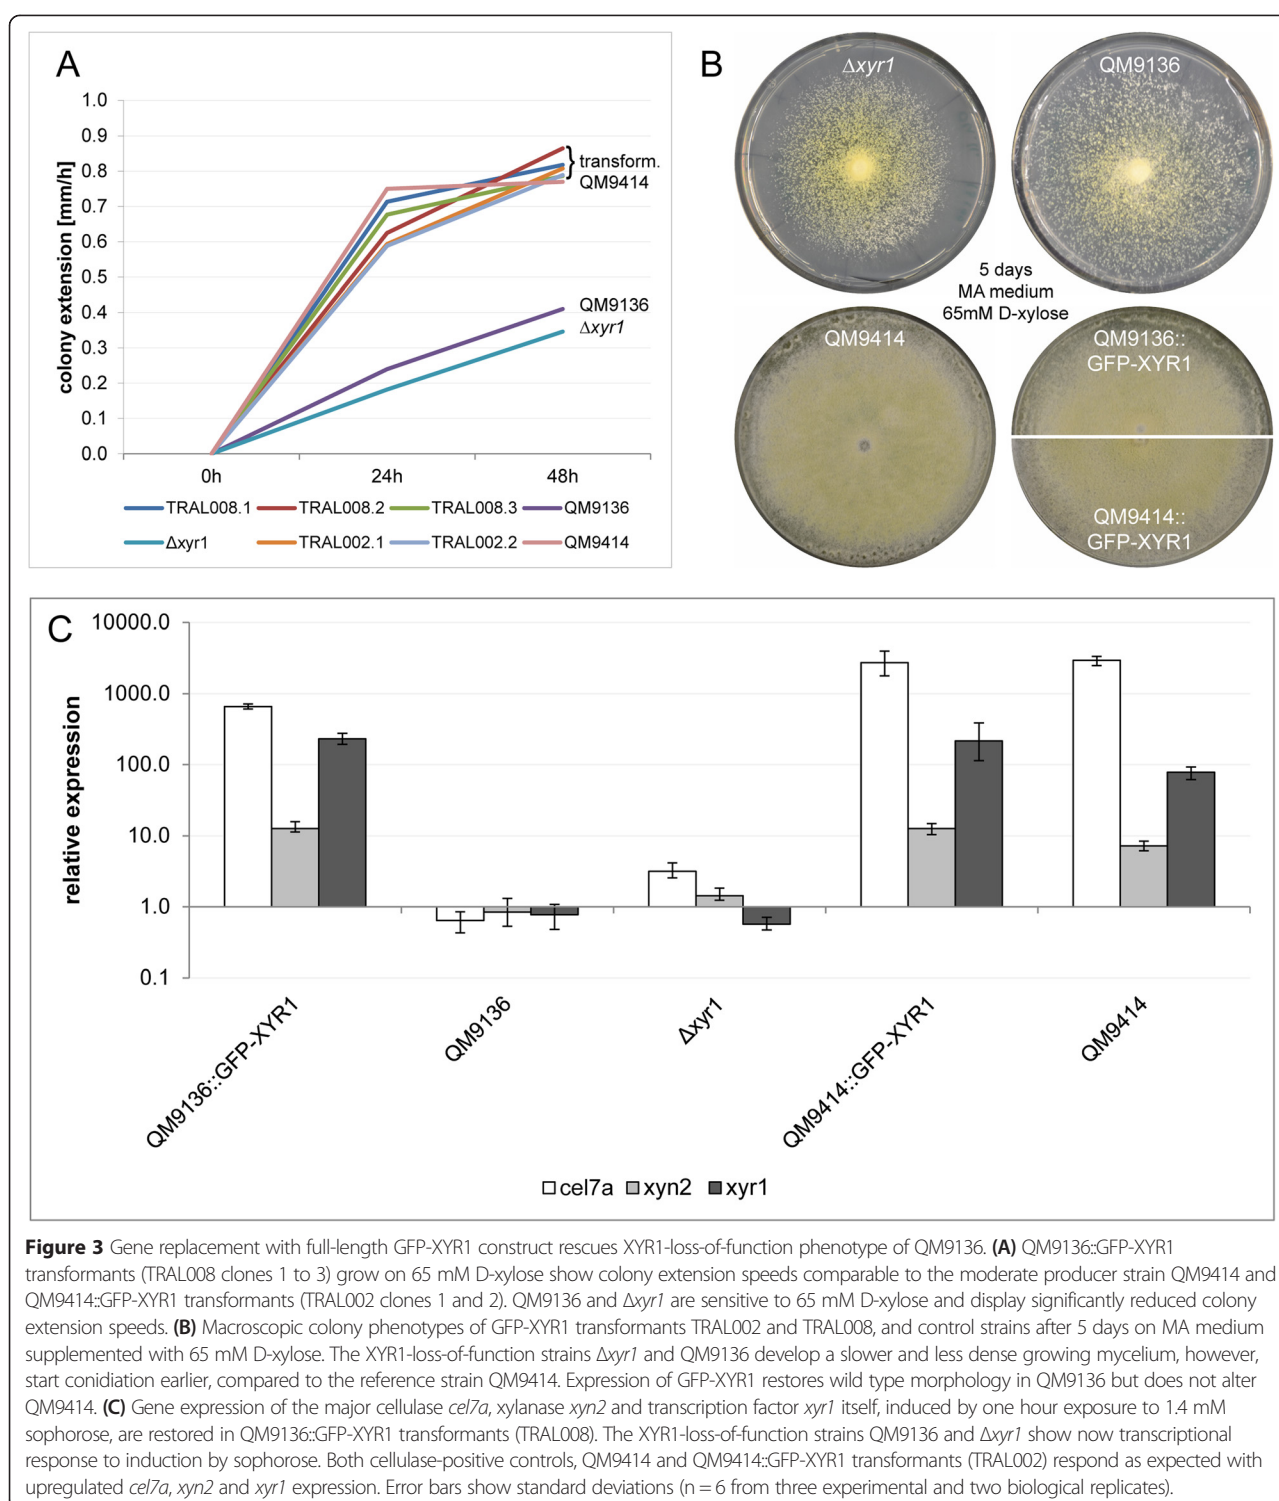 A
1.0
0.9
0.8
0.7
0.6
0.5
0.4
0.3
0.2
0.1
0.0
colony extension [mm/h]
transform.
QM9414
QM9136
Δxyr1
0h 24h 48h
TRAL008.1 TRAL008.2 TRAL008.3 QM9136
Δxyr1 TRAL002.1 TRAL002.2 QM9414
B
Δxyr1
QM9136
5 days
MA medium
65mM D-xylose
QM9414
QM9136::
GFP-XYR1
QM9414::
GFP-XYR1
C
10000.0
1000.0
100.0
10.0
1.0
0.1
relative expression
QM9136::GFP-XYR1
QM9136
Δxyr1
QM9414::GFP-XYR1
QM9414
cel7a xyn2 xyr1
Figure 3 Gene replacement with full-length GFP-XYR1 construct rescues XYR1-loss-of-function phenotype of QM9136. (A) QM9136::GFP-XYR1
transformants (TRAL008 clones 1 to 3) grow on 65 mM D-xylose show colony extension speeds comparable to the moderate producer strain QM9414 and
QM9414::GFP-XYR1 transformants (TRAL002 clones 1 and 2). QM9136 and Δxyr1 are sensitive to 65 mM D-xylose and display significantly reduced colony
extension speeds. (B) Macroscopic colony phenotypes of GFP-XYR1 transformants TRAL002 and TRAL008, and control strains after 5 days on MA medium
supplemented with 65 mM D-xylose. The XYR1-loss-of-function strains Δxyr1 and QM9136 develop a slower and less dense growing mycelium, however,
start conidiation earlier, compared to the reference strain QM9414. Expression of GFP-XYR1 restores wild type morphology in QM9136 but does not alter
QM9414. (C) Gene expression of the major cellulase cel7a, xylanase xyn2 and transcription factor xyr1 itself, induced by one hour exposure to 1.4 mM
sophorose, are restored in QM9136::GFP-XYR1 transformants (TRAL008). The XYR1-loss-of-function strains QM9136 and Δxyr1 show now transcriptional
response to induction by sophorose. Both cellulase-positive controls, QM9414 and QM9414::GFP-XYR1 transformants (TRAL002) respond as expected with
upregulated cel7a, xyn2 and xyr1 expression. Error bars show standard deviations (n = 6 from three experimental and two biological replicates).